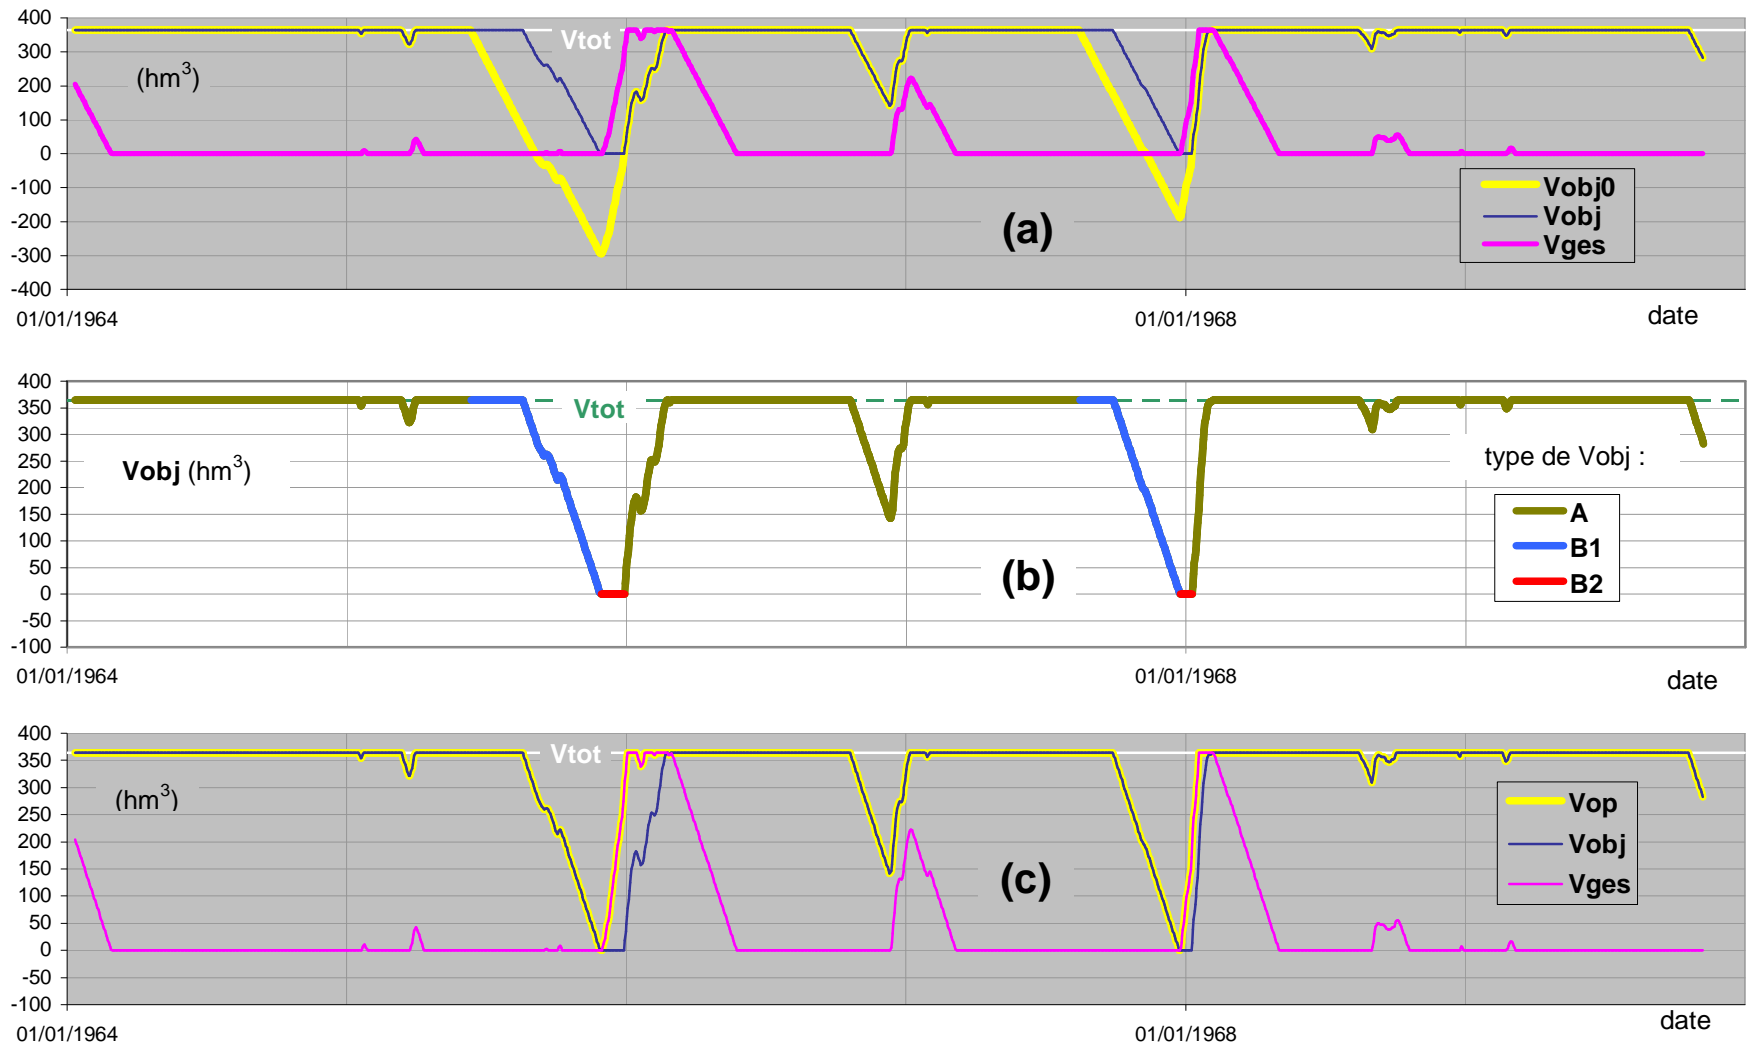 400
300
200
100
0
-100
-200
-300
-400
Vtot
(hm³)
(a)
Vobj0
Vobj
Vges
01/01/1964
01/01/1968
date
400
350
300
250
200
150
100
50
0
-50
-100
Vtot
Vobj (hm³)
(b)
type de Vobj :
A
B1
B2
01/01/1964
01/01/1968
date
400
350
300
250
200
150
100
50
0
-50
-100
Vtot
(hm³)
(c)
Vop
Vobj
Vges
01/01/1964
01/01/1968
date